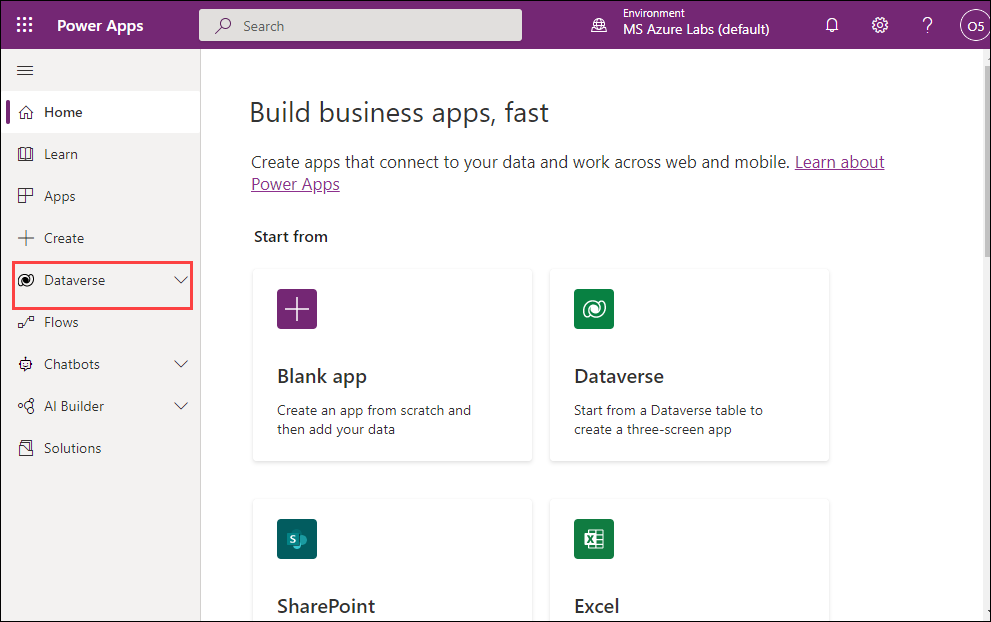 Power Apps
Search
Environment
MS Azure Labs (default)
?
O5
Home
Learn
Apps
Create
Dataverse
Flows
Chatbots
AI Builder
Solutions
Build business apps, fast
Create apps that connect to your data and work across web and mobile. Learn about
Power Apps
Start from
Blank app
Create an app from scratch and
then add your data
Dataverse
Start from a Dataverse table to
create a three-screen app
S
SharePoint
X
Excel